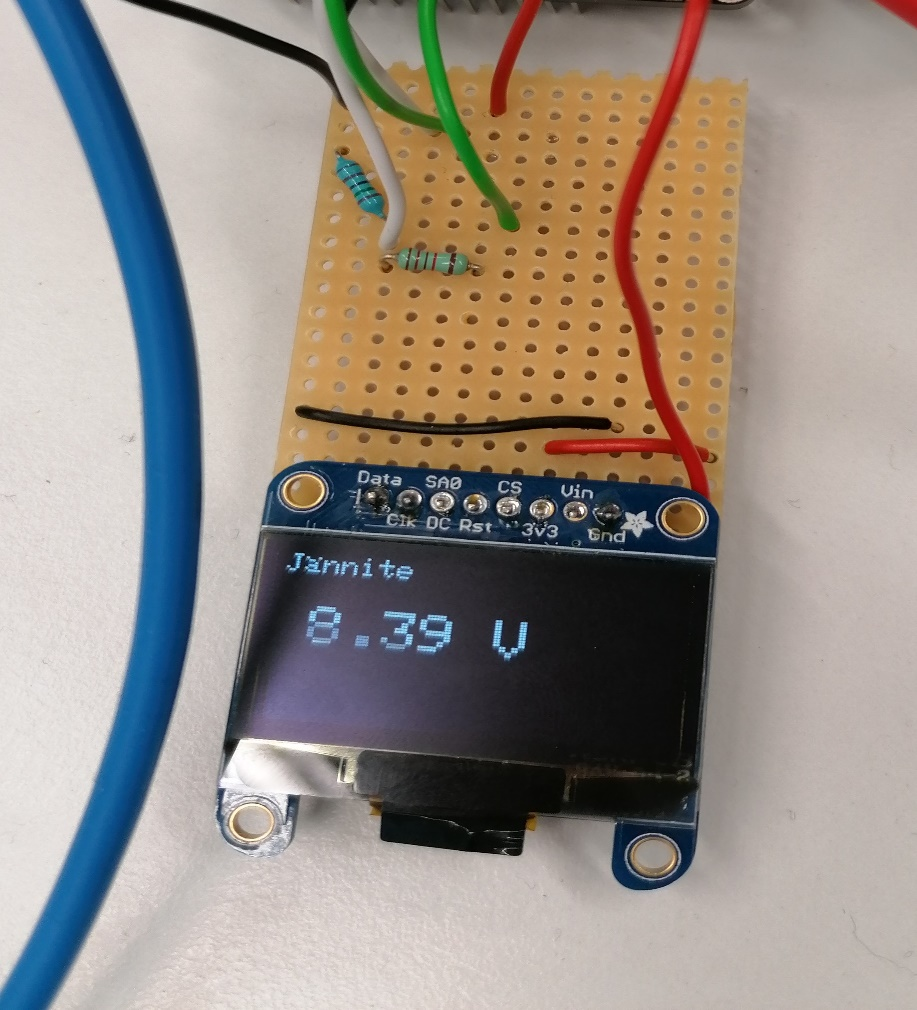 Data SA0 CS Vin
Clk DC Rst 3v3 Gnd
Jännite
8.39 V